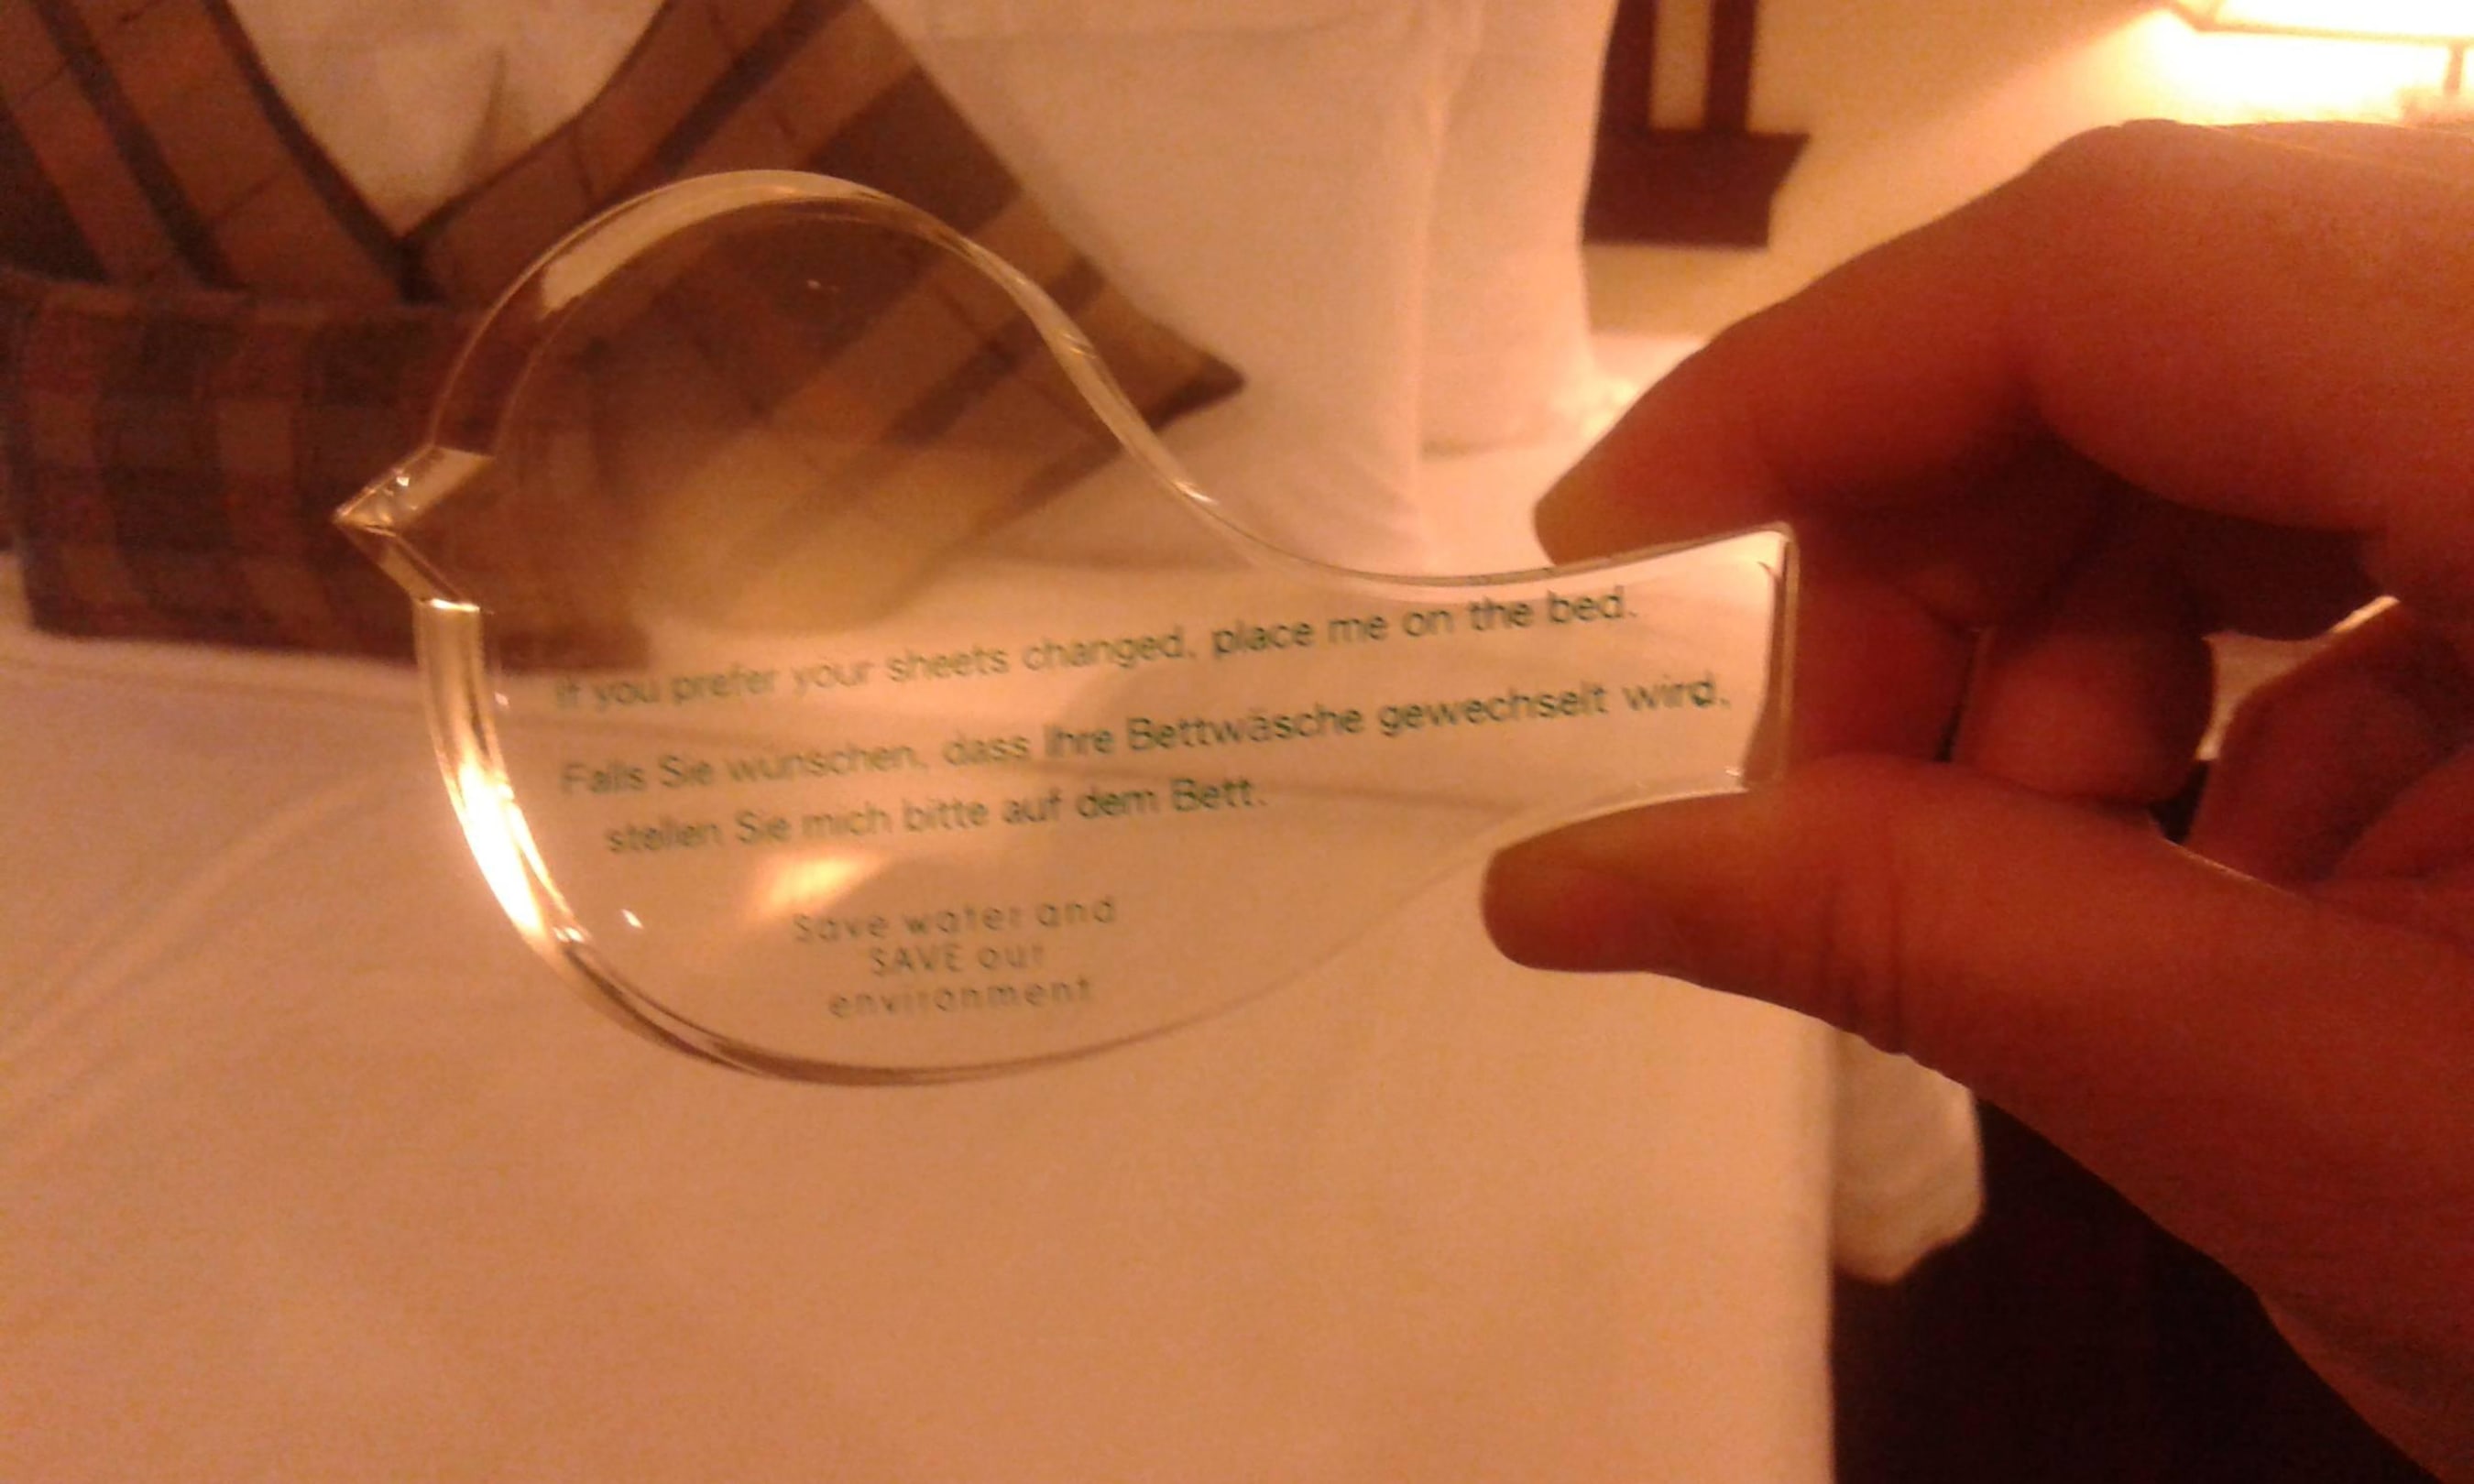 If you prefer your sheets changed, place me on the bed.
Falls Sie wünschen, dass Ihre Bettwäsche gewechselt wird,
stellen Sie mich bitte auf dem Bett.
Save water and
SAVE our
environment